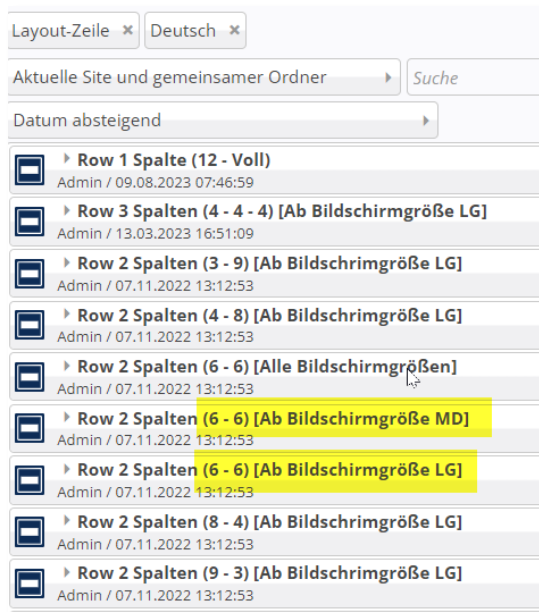 Layout-Zeile ×
Deutsch ×
Aktuelle Site und gemeinsamer Ordner
Suche
Datum absteigend
Row 1 Spalte (12 - Voll)
Admin / 09.08.2023 07:46:59
Row 3 Spalten (4 - 4 - 4) [Ab Bildschirmgröße LG]
Admin / 13.03.2023 16:51:09
Row 2 Spalten (3 - 9) [Ab Bildschrimgröße LG]
Admin / 07.11.2022 13:12:53
Row 2 Spalten (4 - 8) [Ab Bildschirmgröße LG]
Admin / 07.11.2022 13:12:53
Row 2 Spalten (6 - 6) [Alle Bildschirmgrößen]
Admin / 07.11.2022 13:12:53
Row 2 Spalten (6 - 6) [Ab Bildschirmgröße MD]
Admin / 07.11.2022 13:12:53
Row 2 Spalten (6 - 6) [Ab Bildschirmgröße LG]
Admin / 07.11.2022 13:12:53
Row 2 Spalten (8 - 4) [Ab Bildschirmgröße LG]
Admin / 07.11.2022 13:12:53
Row 2 Spalten (9 - 3) [Ab Bildschirmgröße LG]
Admin / 07.11.2022 13:12:53